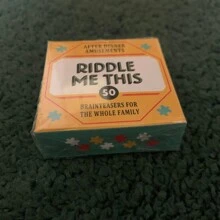 AFTER DINNER
AMUSEMENTS
RIDDLE
ME THIS
50
BRAINTEASERS FOR
THE WHOLE FAMILY